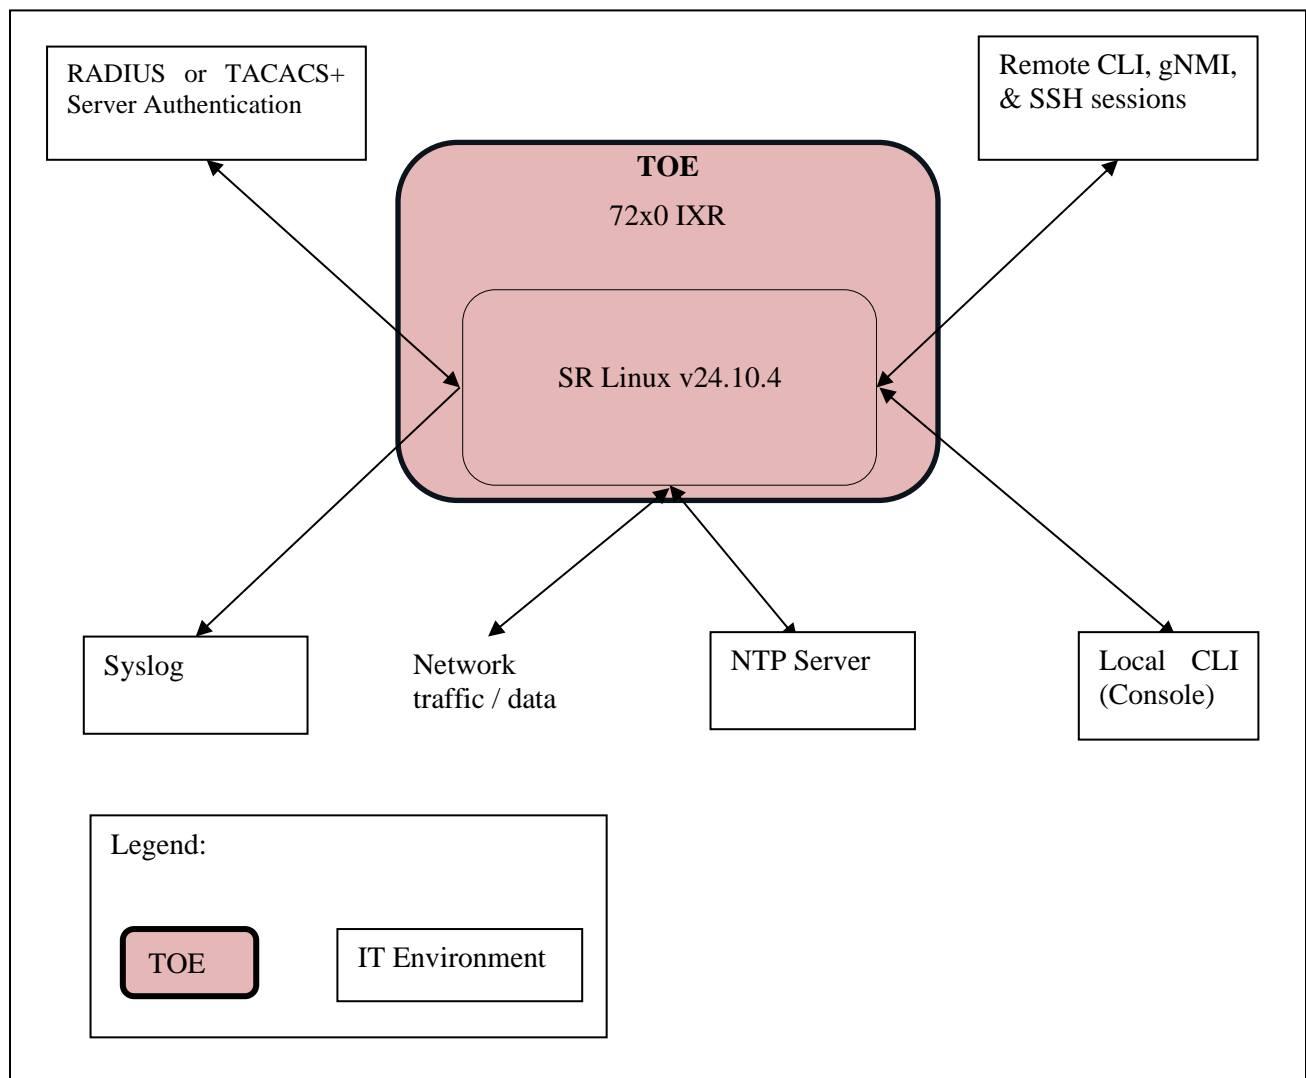 RADIUS or TACACS+
Server Authentication
Remote CLI, gNMI,
& SSH sessions
TOE
72x0 IXR
SR Linux v24.10.4
Syslog
Network
traffic / data
NTP Server
Local CLI
(Console)
Legend:
TOE
IT Environment